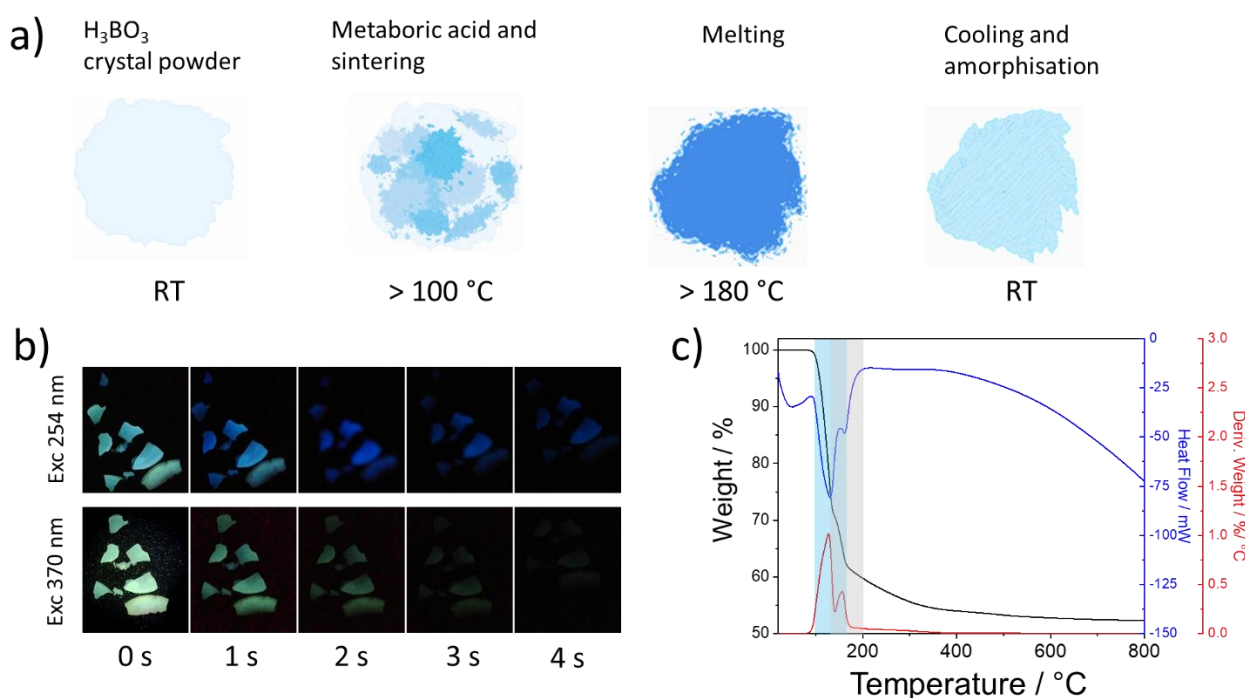 a)
H₃BO₃
crystal powder
Metaboric acid and
sintering
Melting
Cooling and
amorphisation
RT
> 100 °C
> 180 °C
RT
b)
Exc 254 nm
Exc 370 nm
0 s
1 s
2 s
3 s
4 s
c)
Weight / %
100
90
80
70
60
50
200
400
600
800
Temperature / °C
0
-25
-50
-75
-100
-125
-150
Heat Flow / mW
3.0
2.5
2.0
1.5
1.0
0.5
0.0
Deriv. Weight / %/ °C